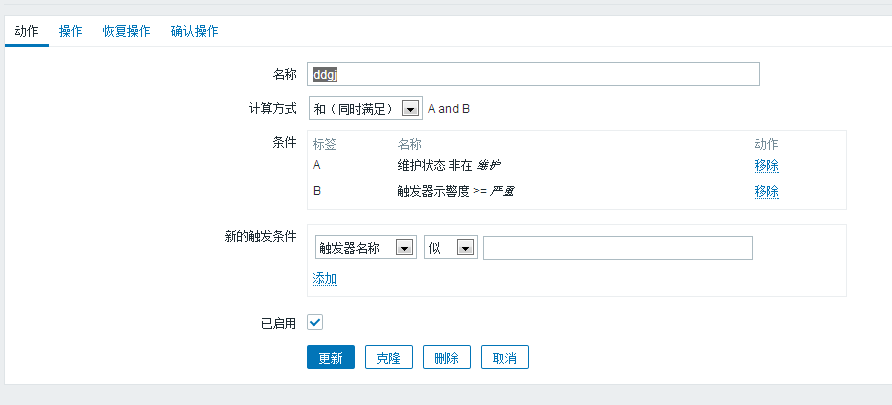 动作 操作 恢复操作 确认操作
名称 ddgj
计算方式 和（同时满足） A and B
条件 标签 名称 动作
A 维护状态 非在 维护 移除
B 触发器示警度 >= 严重 移除
新的触发条件 触发器名称 似
添加
已启用
更新 克隆 删除 取消